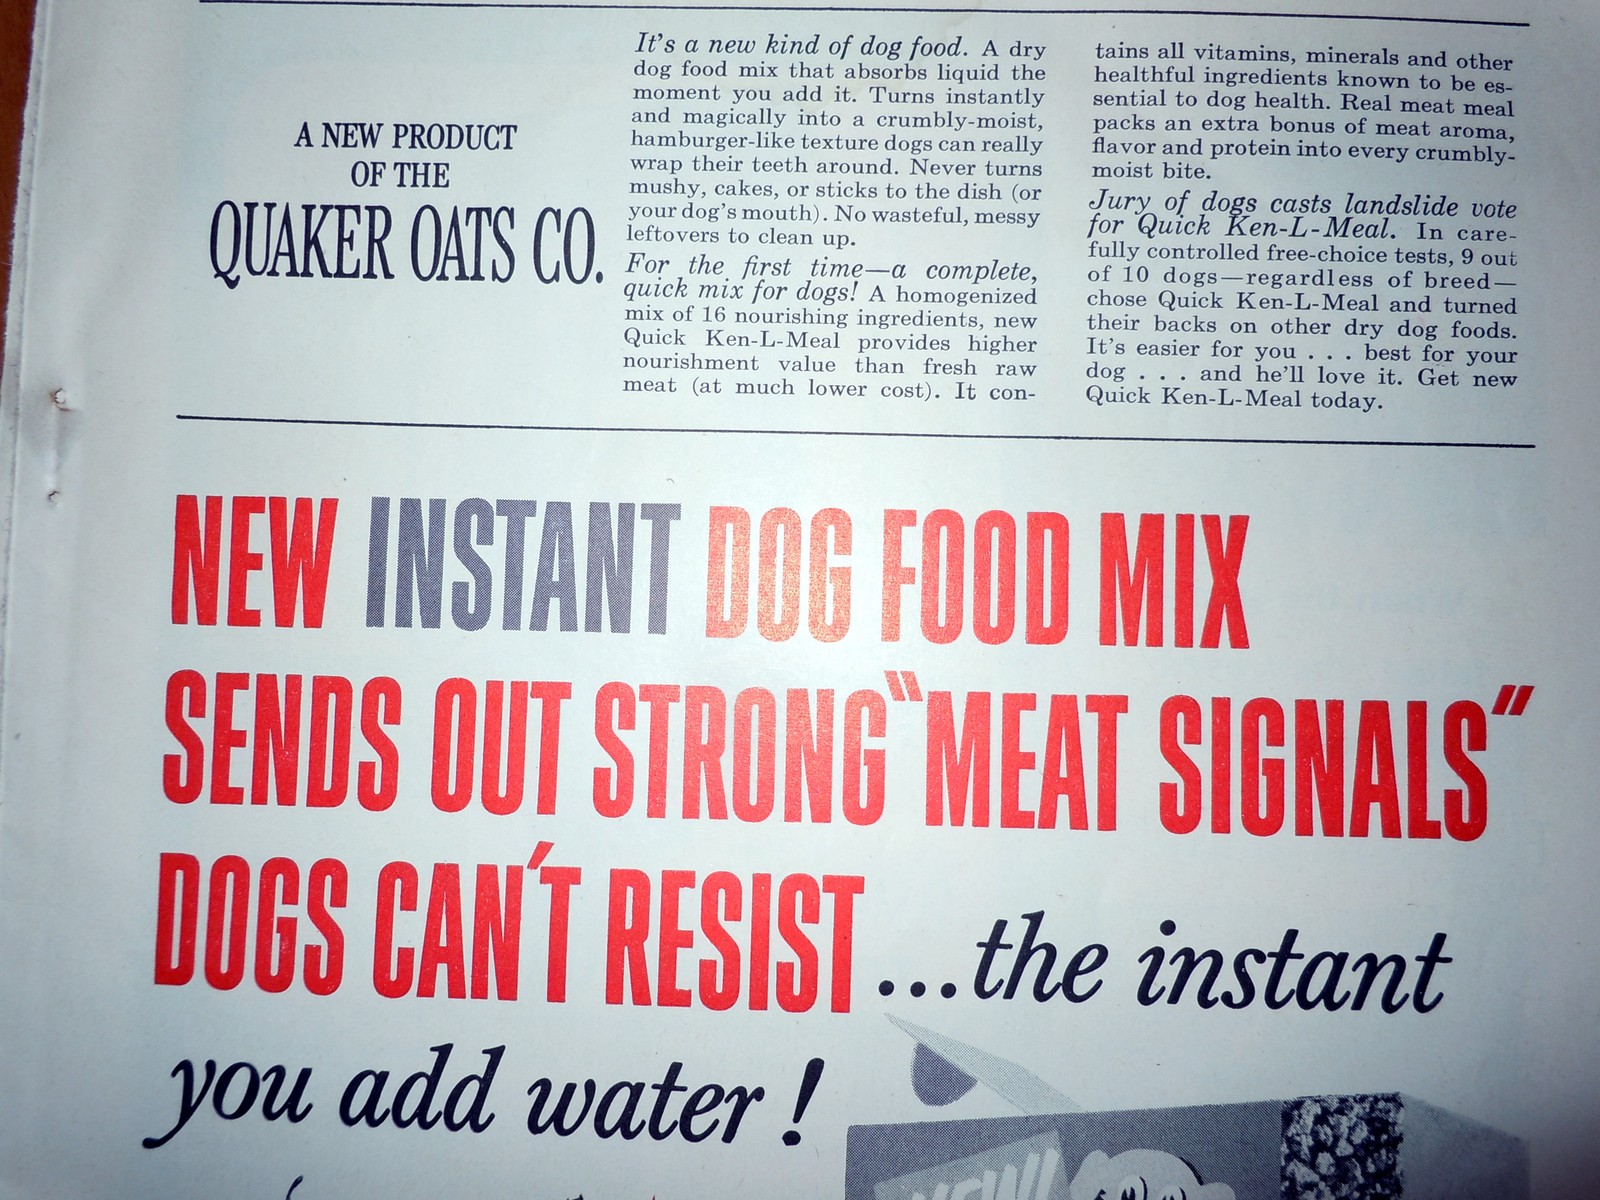 A NEW PRODUCT
OF THE
QUAKER OATS CO.
It's a new kind of dog food. A dry
dog food mix that absorbs liquid the
moment you add it. Turns instantly
and magically into a crumbly-moist,
hamburger-like texture dogs can really
wrap their teeth around. Never turns
mushy, cakes, or sticks to the dish (or
your dog's mouth). No wasteful, messy
leftovers to clean up.
For the first time—a complete,
quick mix for dogs! A homogenized
mix of 16 nourishing ingredients, new
Quick Ken-L-Meal provides higher
nourishment value than fresh raw
meat (at much lower cost). It con-
tains all vitamins, minerals and other
healthful ingredients known to be es-
sential to dog health. Real meat meal
packs an extra bonus of meat aroma,
flavor and protein into every crumbly-
moist bite.
Jury of dogs casts landslide vote
for Quick Ken-L-Meal. In care-
fully controlled free-choice tests, 9 out
of 10 dogs—regardless of breed—
chose Quick Ken-L-Meal and turned
their backs on other dry dog foods.
It's easier for you . . . best for your
dog . . . and he'll love it. Get new
Quick Ken-L-Meal today.
NEW INSTANT DOG FOOD MIX
SENDS OUT STRONG "MEAT SIGNALS"
DOGS CAN'T RESIST ...the instant
you add water!
NEW!